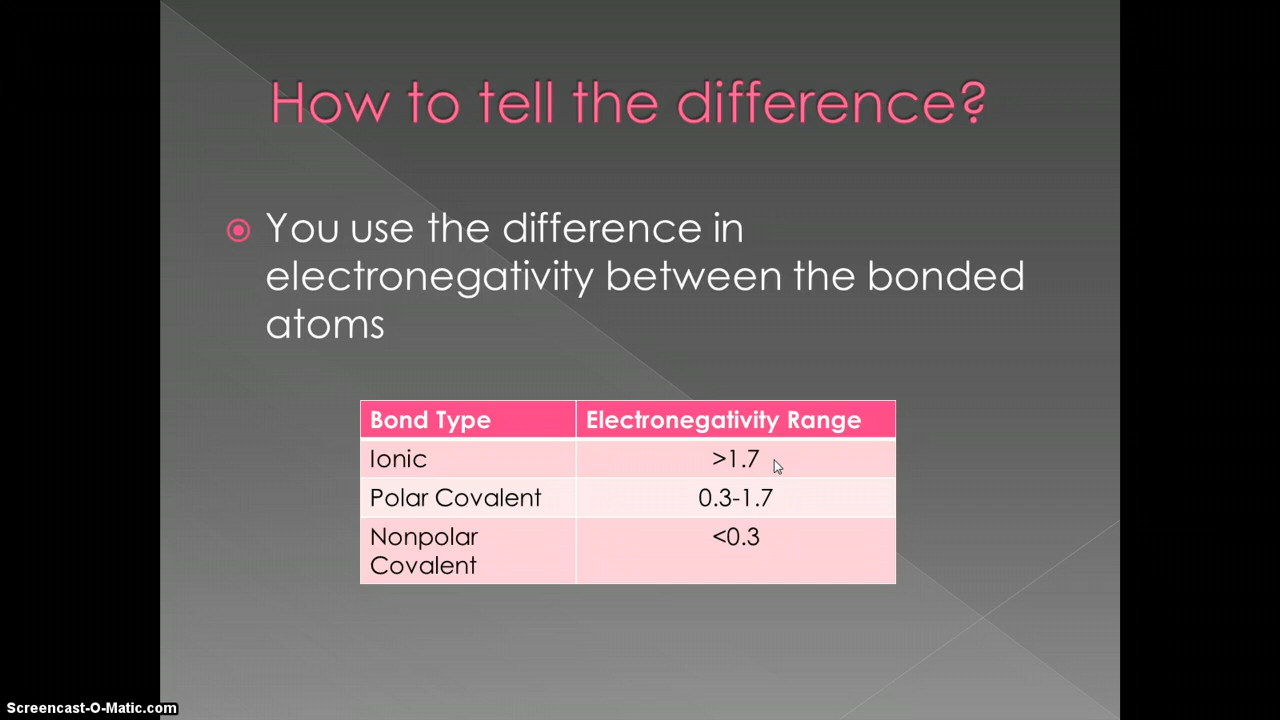 How to tell the difference?
You use the difference in
electronegativity between the bonded
atoms
Bond Type Electronegativity Range
Ionic >1.7
Polar Covalent 0.3-1.7
Nonpolar <0.3
Covalent
Screencast-O-Matic.com